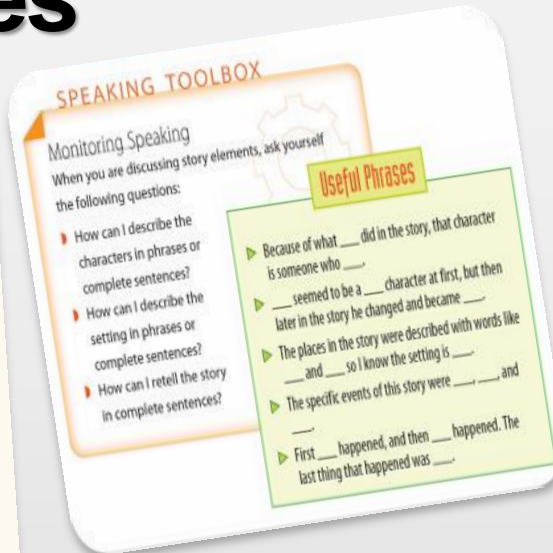 es
SPEAKING TOOLBOX
Monitoring Speaking
When you are discussing story elements, ask yourself
the following questions:
How can I describe the
characters in phrases or
complete sentences?
How can I describe the
setting in phrases or
complete sentences?
How can I retell the story
in complete sentences?
Useful Phrases
Because of what ___ did in the story, that character
is someone who ___.
___ seemed to be a ___ character at first, but then
later in the story he changed and became ___.
The places in the story were described with words like
___ and ___ so I know the setting is ___.
The specific events of this story were ___, ___, and
___.
First ___ happened, and then ___ happened. The
last thing that happened was ___.